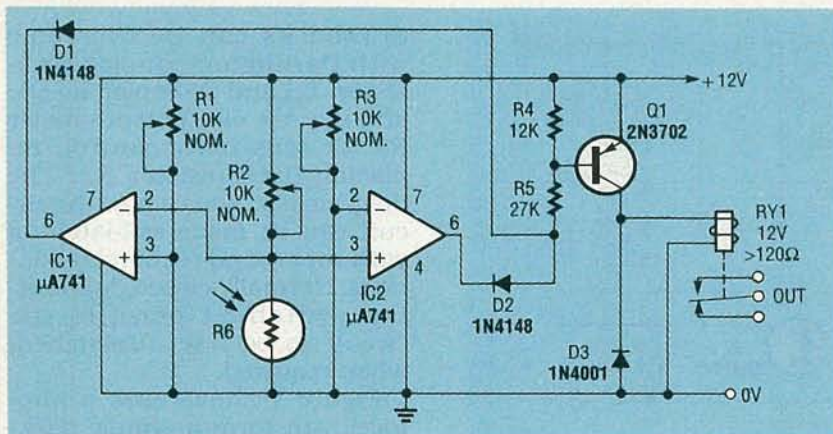 D1
1N4148
R1
10K
NOM.
R2
10K
NOM.
R3
10K
NOM.
R4
12K
R5
27K
Q1
2N3702
+12V
7
2
6
3
IC1
µA741
R6
2
7
3
4
6
IC2
µA741
D2
1N4148
RY1
12V
>120Ω
OUT
D3
1N4001
0V